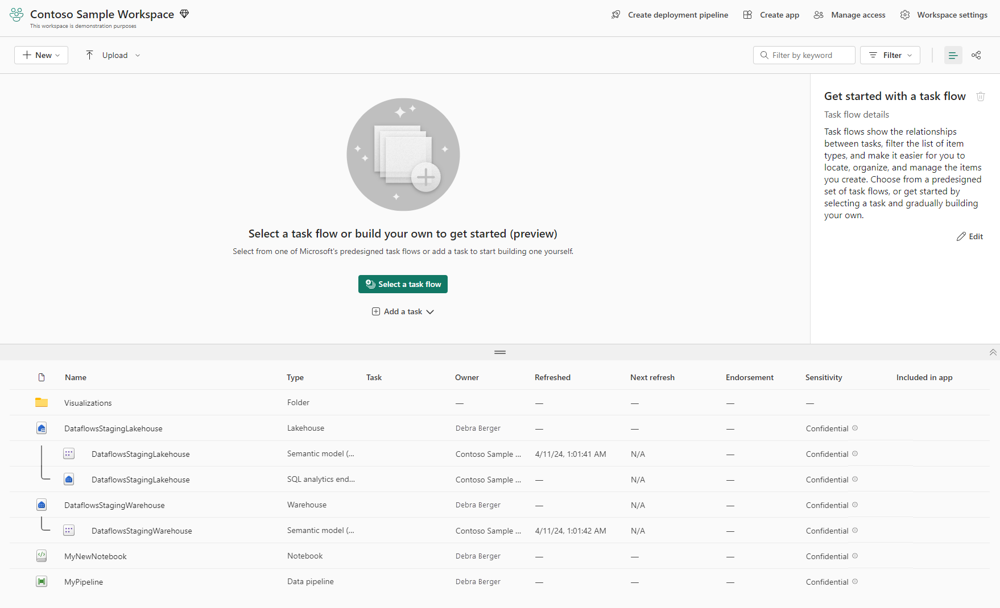 Contoso Sample Workspace
This workspace is demonstration purposes
Create deployment pipeline
Create app
Manage access
Workspace settings
New
Upload
Filter by keyword
Filter
Select a task flow or build your own to get started (preview)
Select from one of Microsoft's predesigned task flows or add a task to start building one yourself.
Select a task flow
Add a task
Get started with a task flow
Task flow details
Task flows show the relationships
between tasks, filter the list of item
types, and make it easier for you to
locate, organize, and manage the items
you create. Choose from a predesigned
set of task flows, or get started by
selecting a task and gradually building
your own.
Edit
Name Type Task Owner Refreshed Next refresh Endorsement Sensitivity Included in app
Visualizations Folder — — — — —
DataflowsStagingLakehouse Lakehouse Debra Berger — — — Confidential
DataflowsStagingLakehouse Semantic model (... Contoso Sample ... 4/11/24, 1:01:41 AM N/A — Confidential
DataflowsStagingLakehouse SQL analytics end... Contoso Sample ... — N/A — Confidential
DataflowsStagingWarehouse Warehouse Debra Berger — N/A — Confidential
DataflowsStagingWarehouse Semantic model (... Contoso Sample ... 4/11/24, 1:01:42 AM N/A — Confidential
MyNewNotebook Notebook Debra Berger — — — Confidential
MyPipeline Data pipeline Debra Berger — — — Confidential